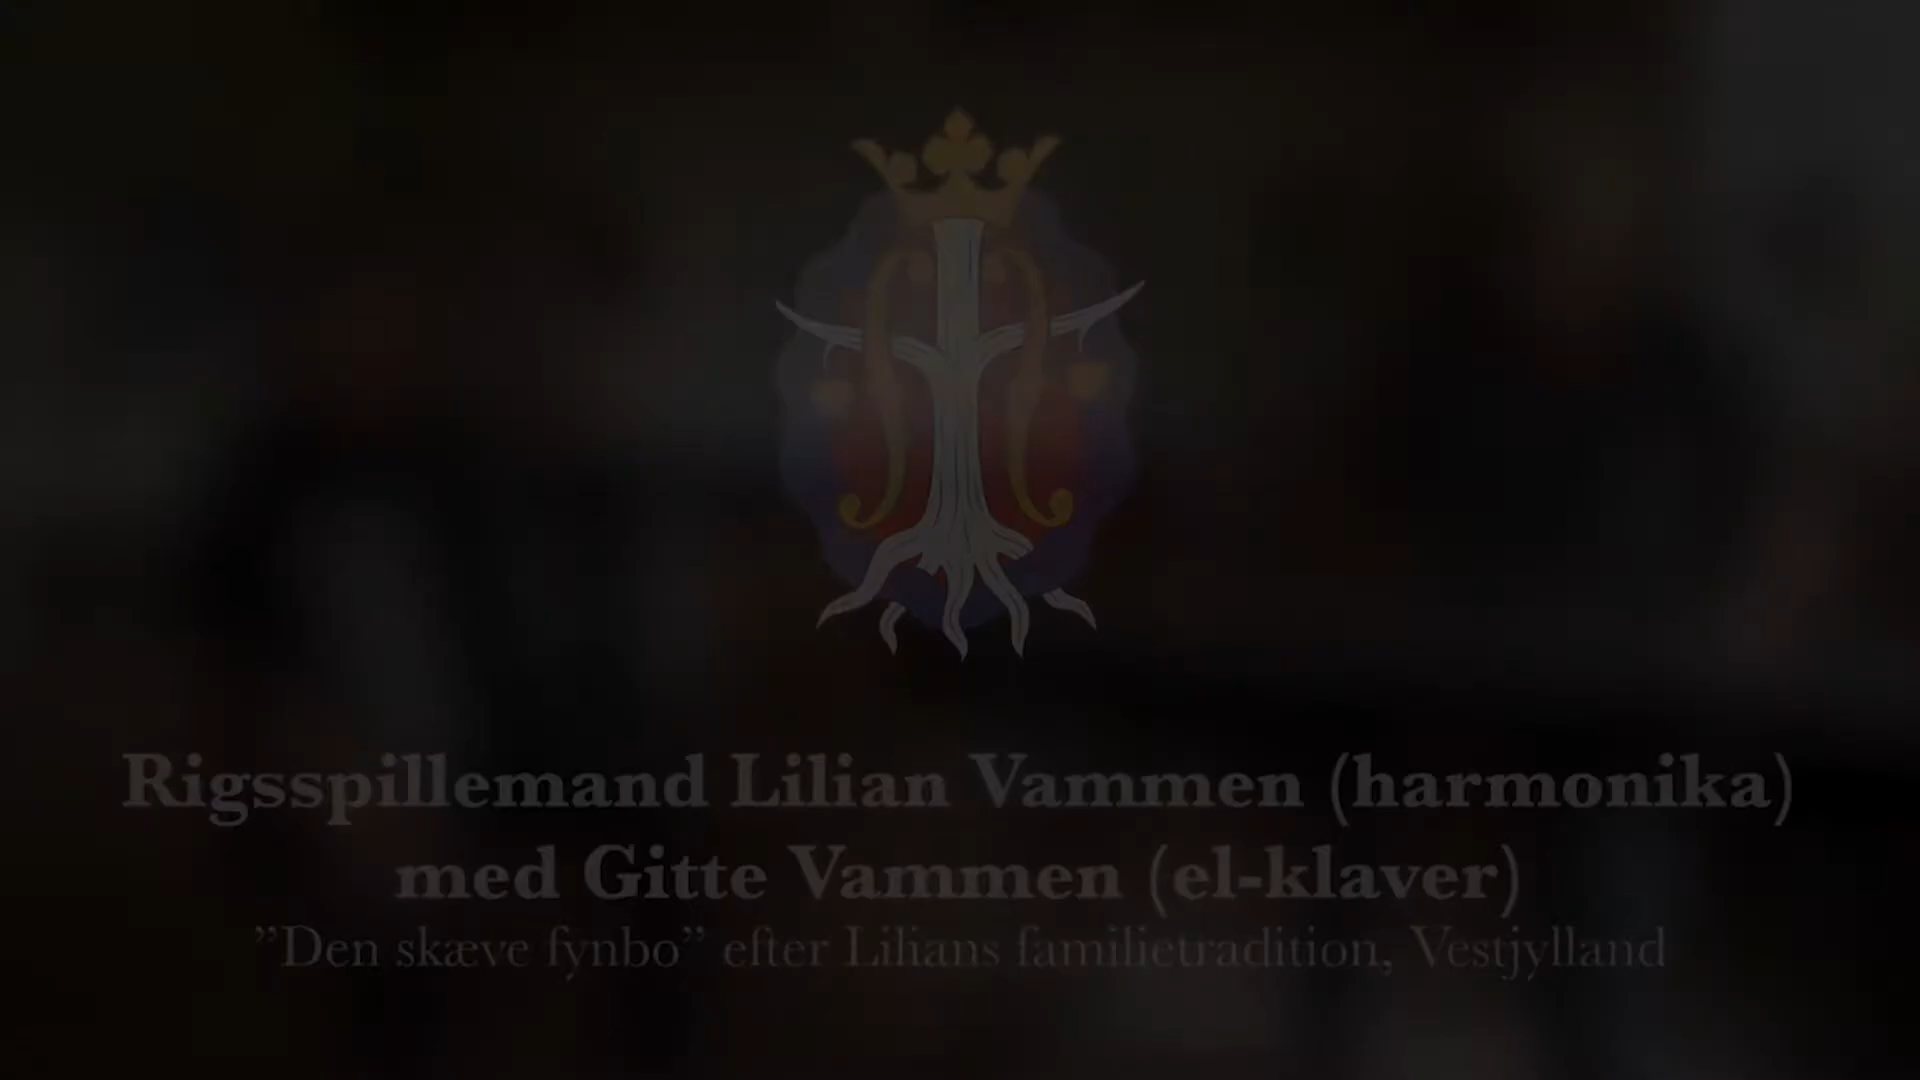 Rigsspillemand Lilian Vammen (harmonika)
med Gitte Vammen (el-klaver)
”Den skæve fynbo” efter Lilians familietradition, Vestjylland